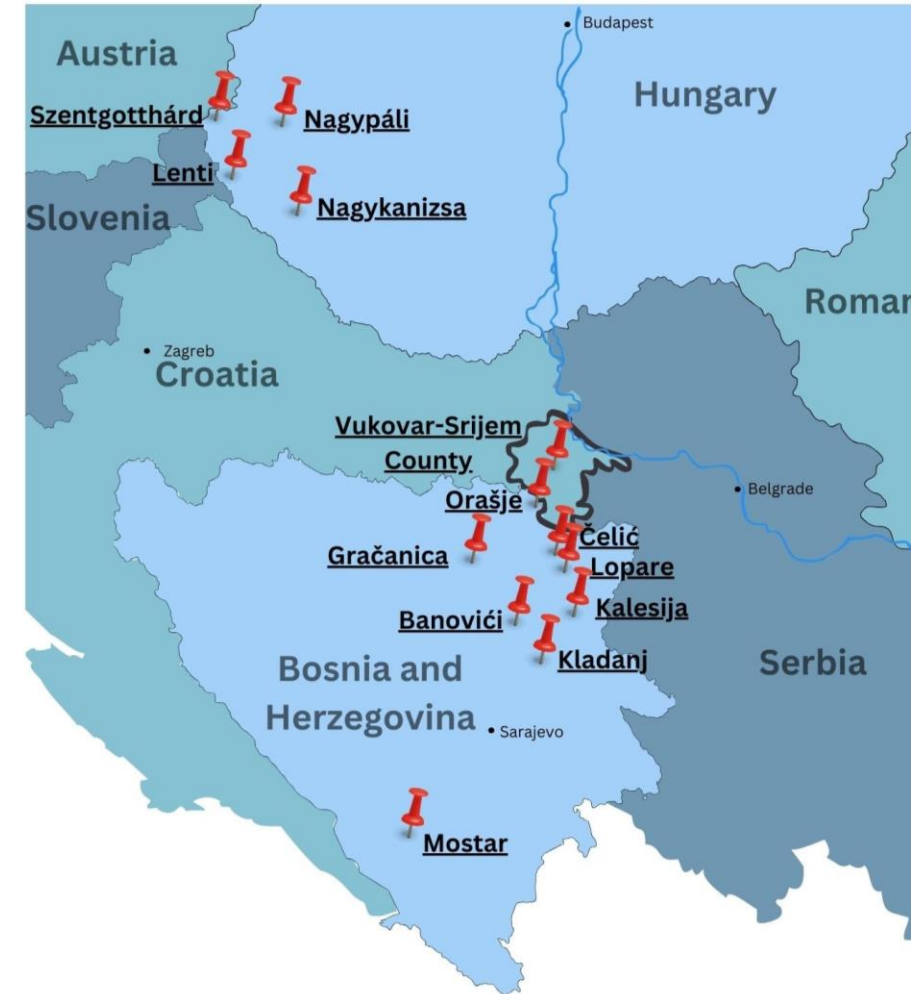 Budapest
Austria
Hungary
Szentgotthárd
Nagypáli
Lenti
Nagykanizsa
Slovenia
Romar
Zagreb
Croatia
Vukovar-Srijem
County
Belgrade
Orašje
Čelić
Gračanica
Lopare
Kalesija
Banovići
Kladanj
Serbia
Bosnia and
Herzegovina
Sarajevo
Mostar